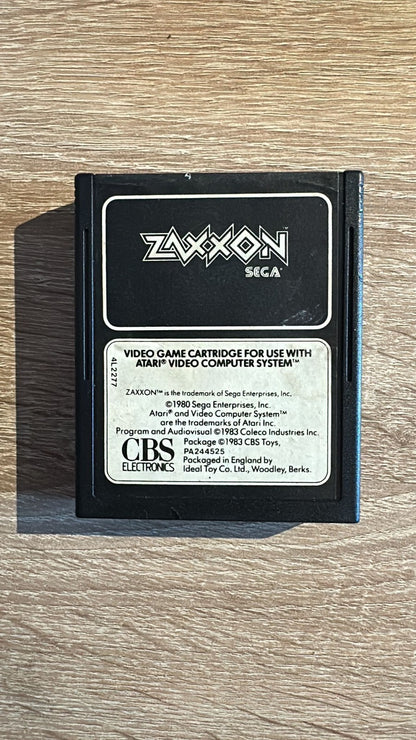 ZAXXON™
SEGA®
VIDEO GAME CARTRIDGE FOR USE WITH
ATARI® VIDEO COMPUTER SYSTEM™
4L2277
ZAXXON™ is the trademark of Sega Enterprises, Inc.
©1980 Sega Enterprises, Inc.
Atari® and Video Computer System™
are the trademarks of Atari Inc.
Program and Audiovisual ©1983 Coleco Industries Inc.
Package ©1983 CBS Toys,
PA244525
Packaged in England by
Ideal Toy Co. Ltd., Woodley, Berks.
CBS
ELECTRONICS